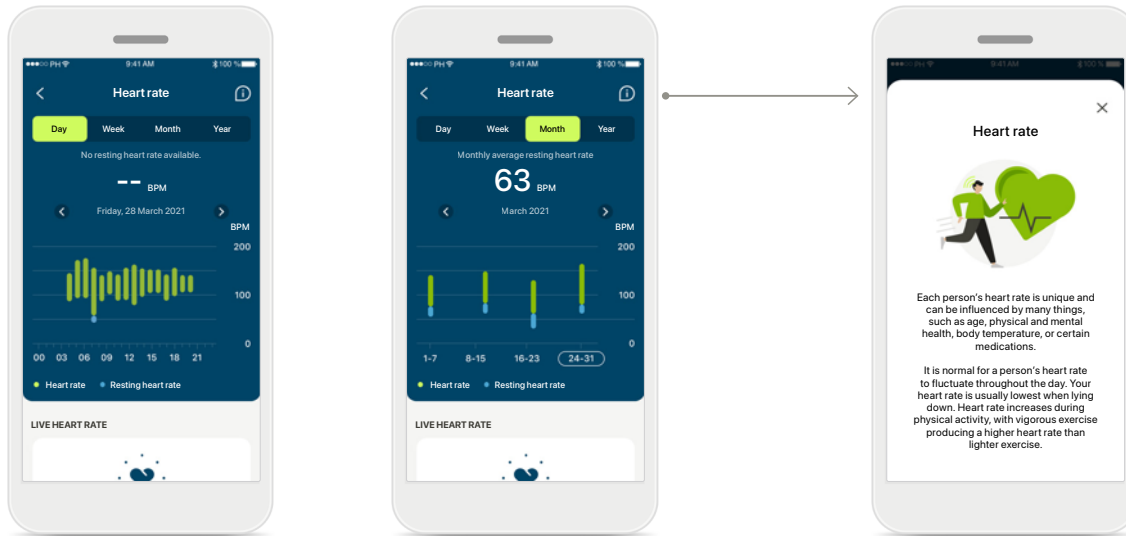 PH 9:41 AM 100 %
Heart rate
Day Week Month Year
No resting heart rate available.
-- BPM
Friday, 28 March 2021
BPM
200
100
0
00 03 06 09 12 15 18 21
Heart rate Resting heart rate
LIVE HEART RATE
PH 9:41 AM 100 %
Heart rate
Day Week Month Year
Monthly average resting heart rate
63 BPM
March 2021
BPM
200
100
0
1-7 8-15 16-23 24-31
Heart rate Resting heart rate
LIVE HEART RATE
PH 9:41 AM 100 %
Heart rate
Each person's heart rate is unique and
can be influenced by many things,
such as age, physical and mental
health, body temperature, or certain
medications.
It is normal for a person's heart rate
to fluctuate throughout the day. Your
heart rate is usually lowest when lying
down. Heart rate increases during
physical activity, with vigorous exercise
producing a higher heart rate than
lighter exercise.